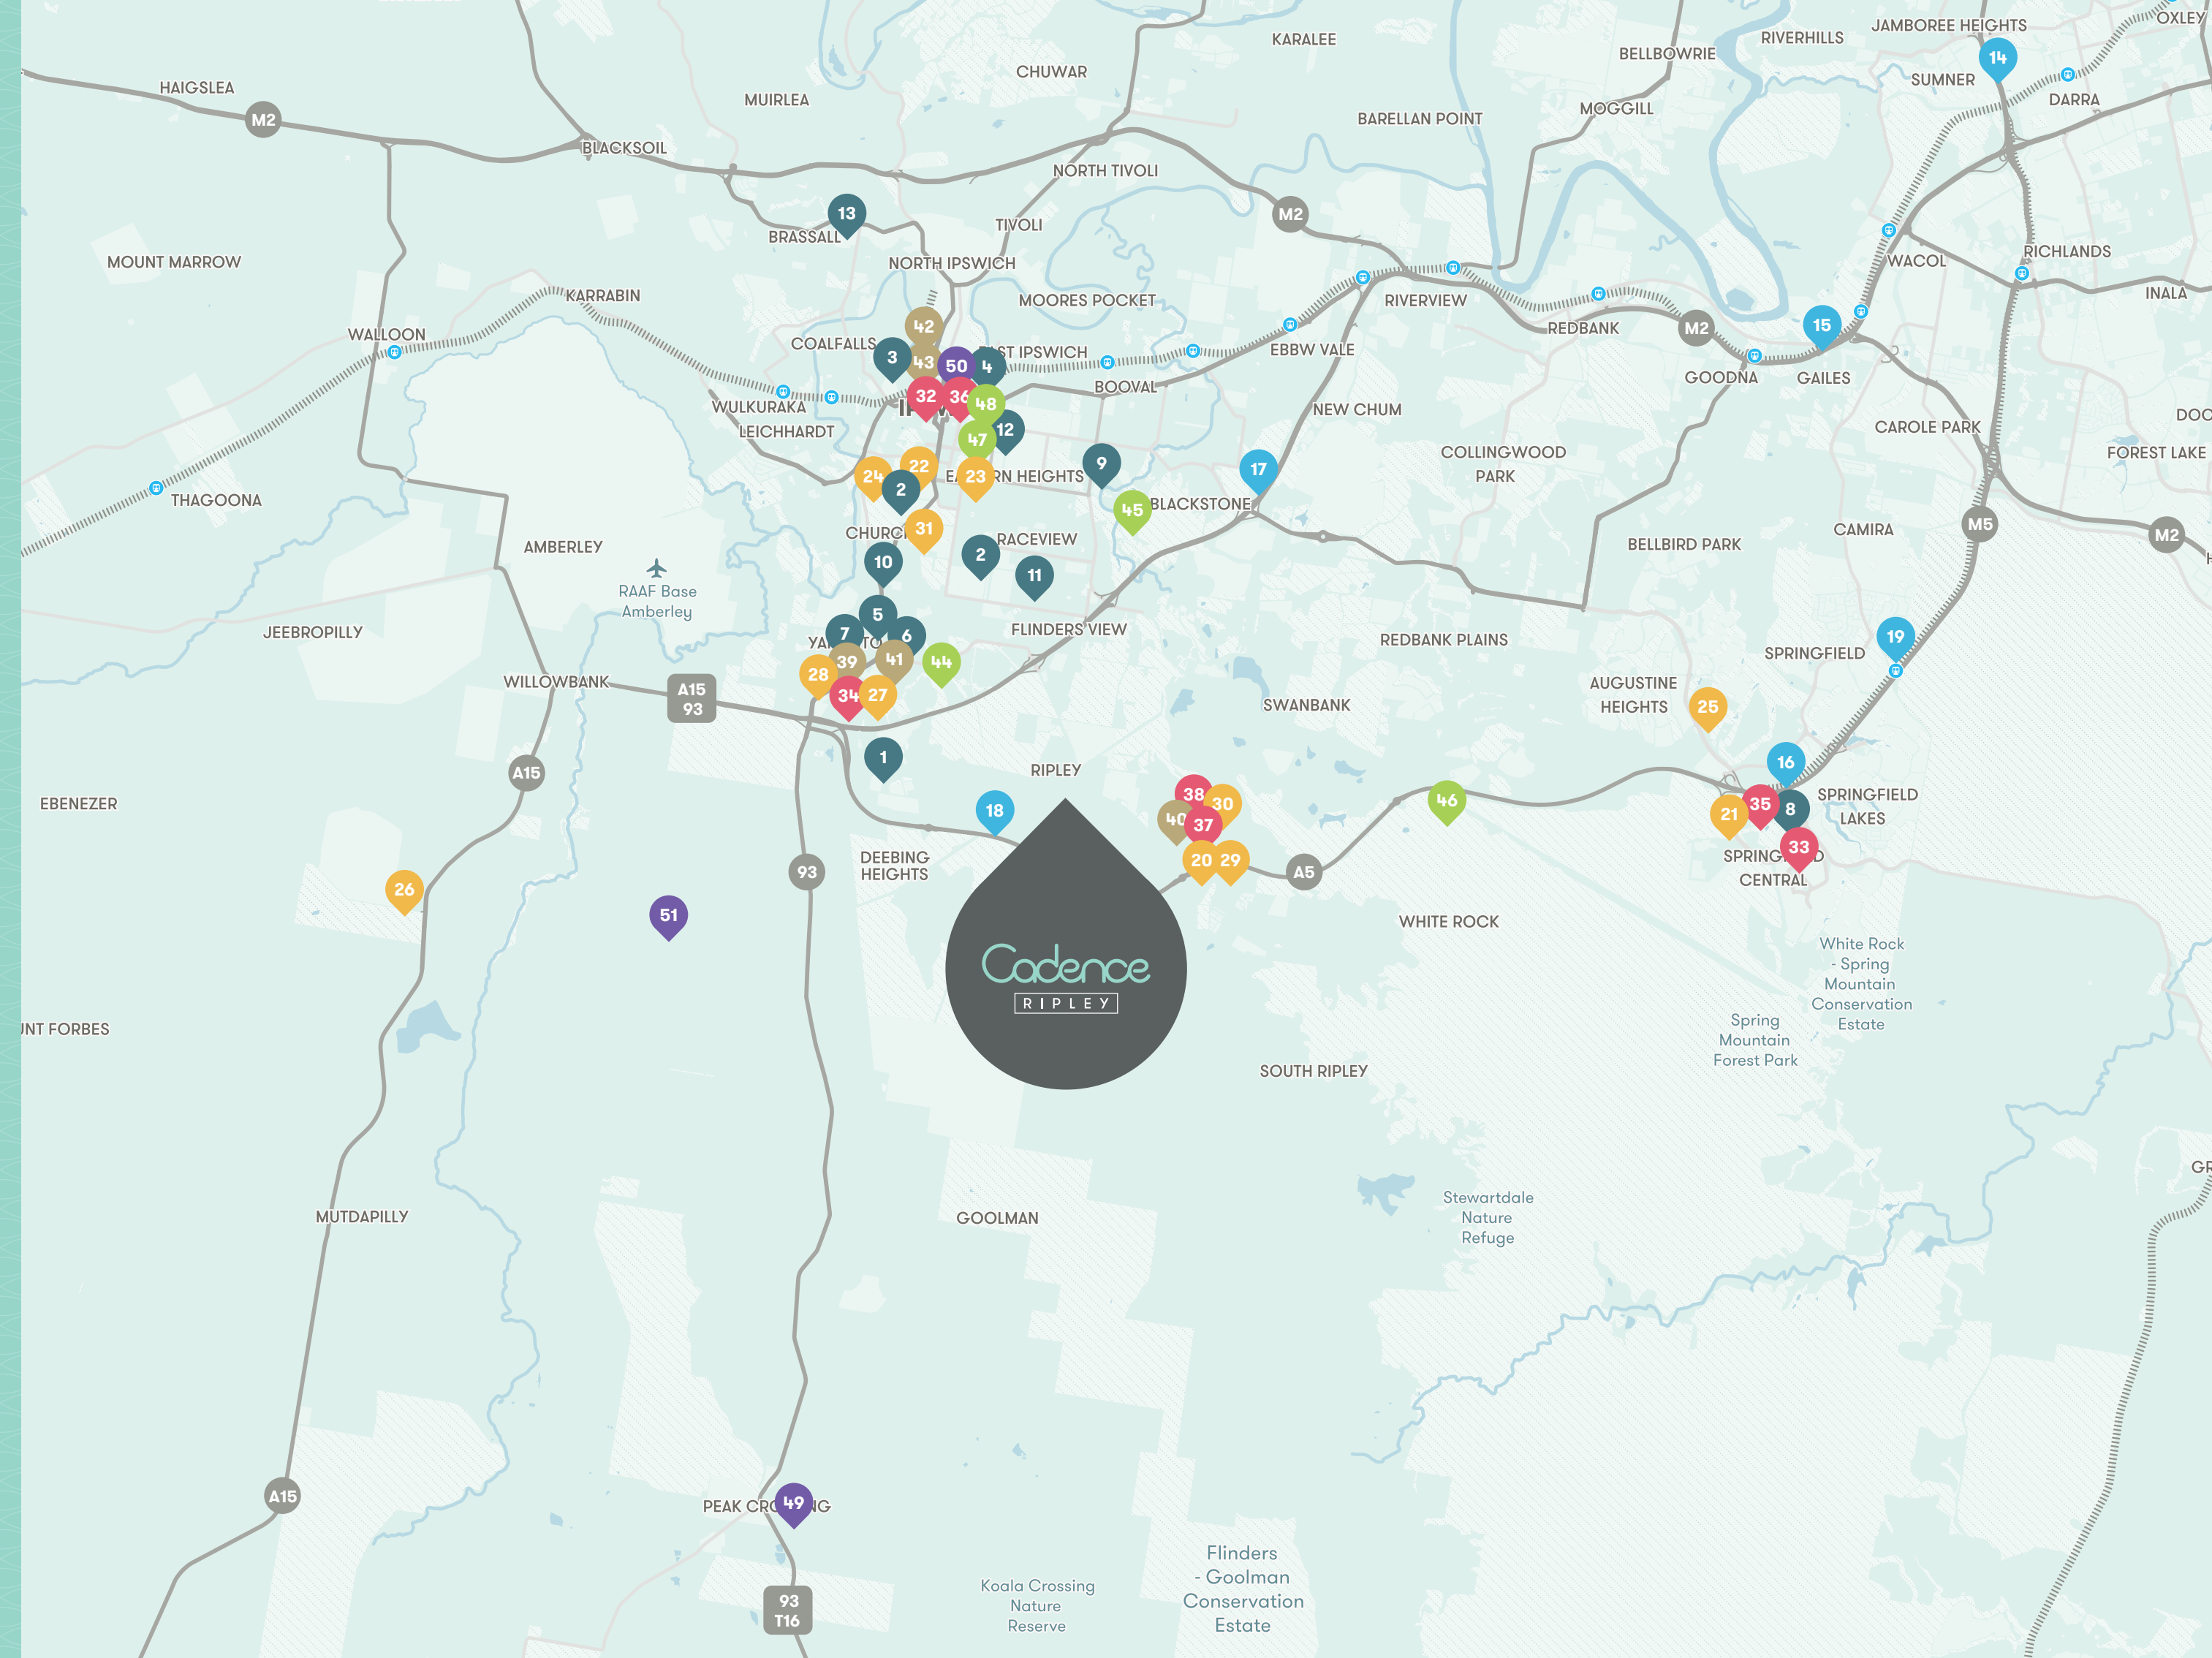 JAMBOREE HEIGHTS
OXLEY
RIVERHILLS
KARALEE
BELLBOWRIE
14
CHUWAR
SUMNER
HAIGSLEA
MUIRLEA
DARRA
MOGGILL
M2
BARELLAN POINT
BLACKSOIL
NORTH TIVOLI
13
M2
TIVOLI
BRASSALL
RICHLANDS
MOUNT MARROW
NORTH IPSWICH
WACOL
KARRABIN
MOORES POCKET
RIVERVIEW
INALA
42
15
M2
REDBANK
WALLOON
COALFALLS
3
43
50
4
EAST IPSWICH
EBBW VALE
GOODNA
GAILES
BOOVAL
32
36
48
WULKURAKA
NEW CHUM
LEICHHARDT
12
47
CAROLE PARK
COLLINGWOOD
PARK
FOREST LAKE
22
9
17
24
23
2
THAGOONA
BLACKSTONE
45
M5
31
RACEVIEW
CAMIRA
M2
AMBERLEY
BELLBIRD PARK
2
10
11
RAAF Base
Amberley
5
7
6
JEEBROPILLY
FLINDERS VIEW
REDBANK PLAINS
19
SPRINGFIELD
39
41
44
28
WILLOWBANK
AUGUSTINE
HEIGHTS
A15
93
34
27
SWANBANK
25
1
16
RIPLEY
A15
38
30
EBENEZER
46
SPRINGFIELD
LAKES
18
40
37
21
35
8
33
DEEBING
HEIGHTS
20
29
93
A5
CENTRAL
26
51
WHITE ROCK
White Rock
- Spring
Mountain
Conservation
Estate
Cadence
RIPLEY
Spring
Mountain
Forest Park
SOUTH RIPLEY
Stewartdale
Nature
Refuge
MUTDAPILLY
GOOLMAN
A15
49
Flinders
- Goolman
Conservation
Estate
Koala Crossing
Nature
Reserve
93
T16